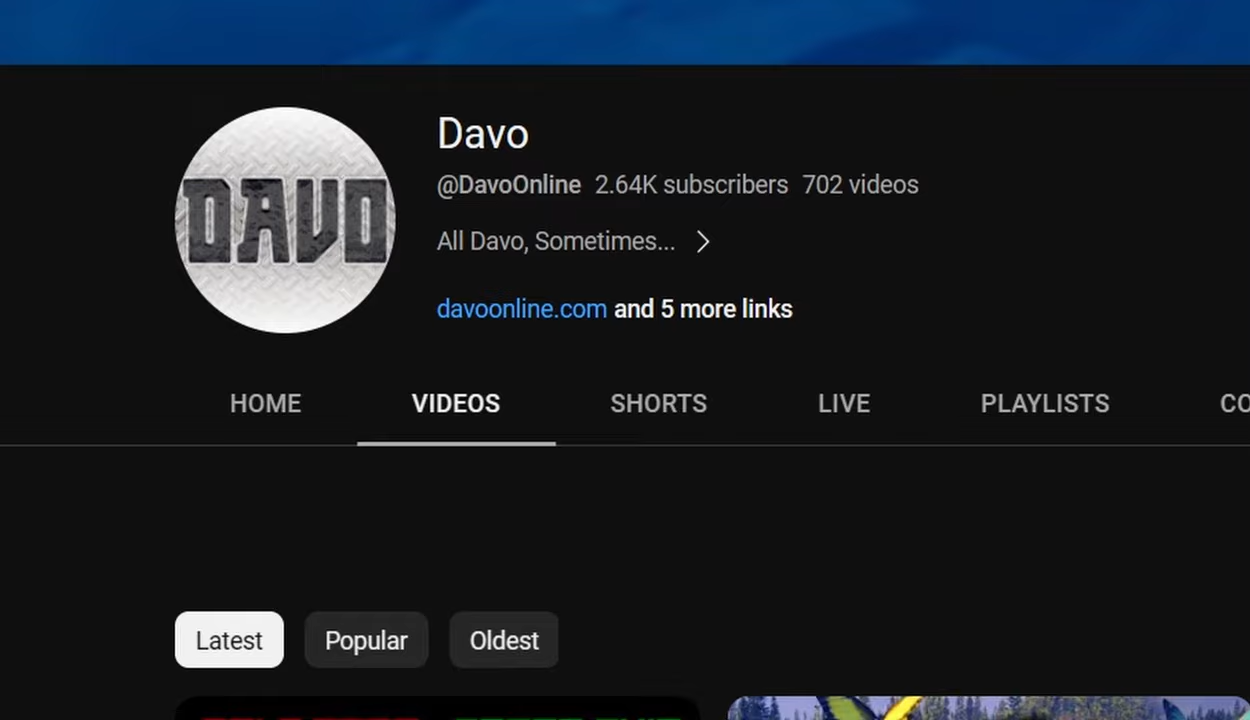 DAVO
Davo
@DavoOnline 2.64K subscribers 702 videos
All Davo, Sometimes...
davoonline.com and 5 more links
HOME VIDEOS SHORTS LIVE PLAYLISTS CO
Latest Popular Oldest